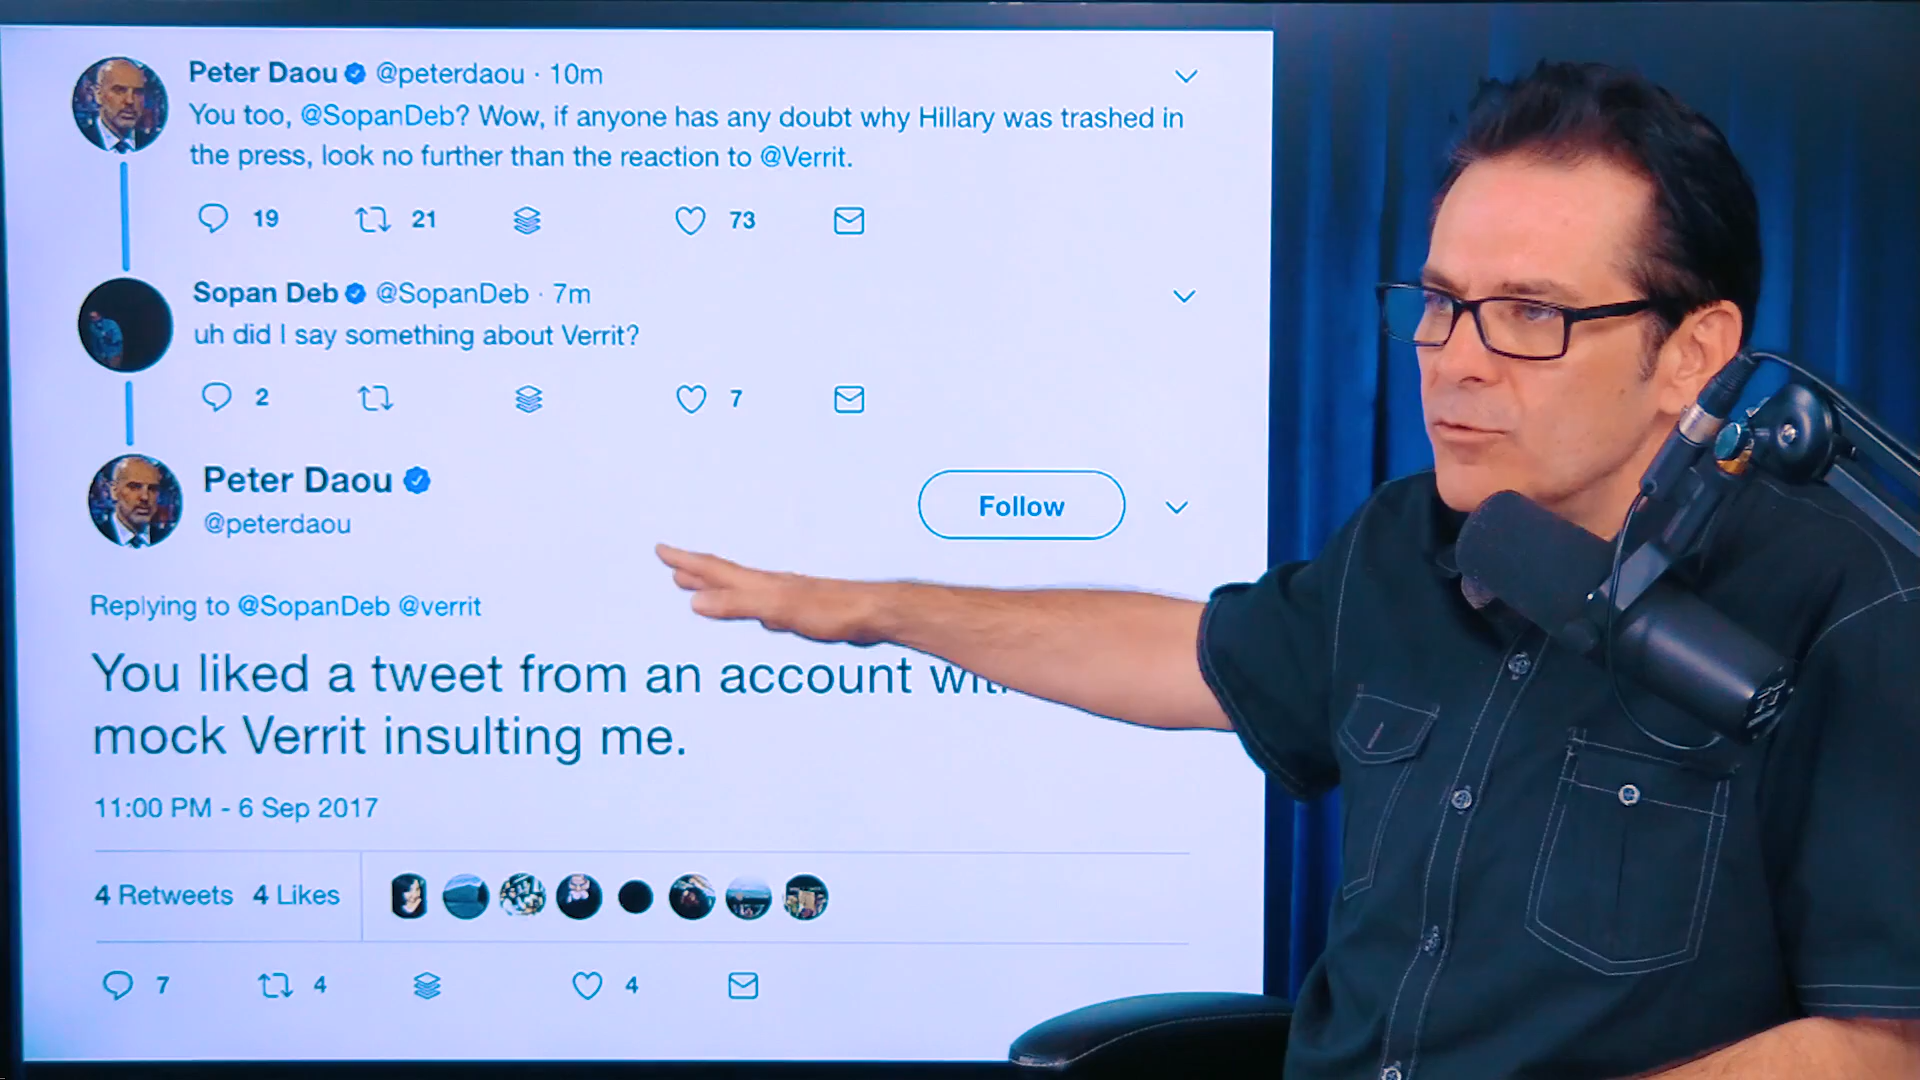 Peter Daou @peterdaou · 10m
You too, @SopanDeb? Wow, if anyone has any doubt why Hillary was trashed in
the press, look no further than the reaction to @Verrit.
19 21 73
Sopan Deb @SopanDeb · 7m
uh did I say something about Verrit?
2 7
Peter Daou
@peterdaou
Follow
Replying to @SopanDeb @verrit
You liked a tweet from an account
mock Verrit insulting me.
11:00 PM - 6 Sep 2017
4 Retweets 4 Likes
7 4 4